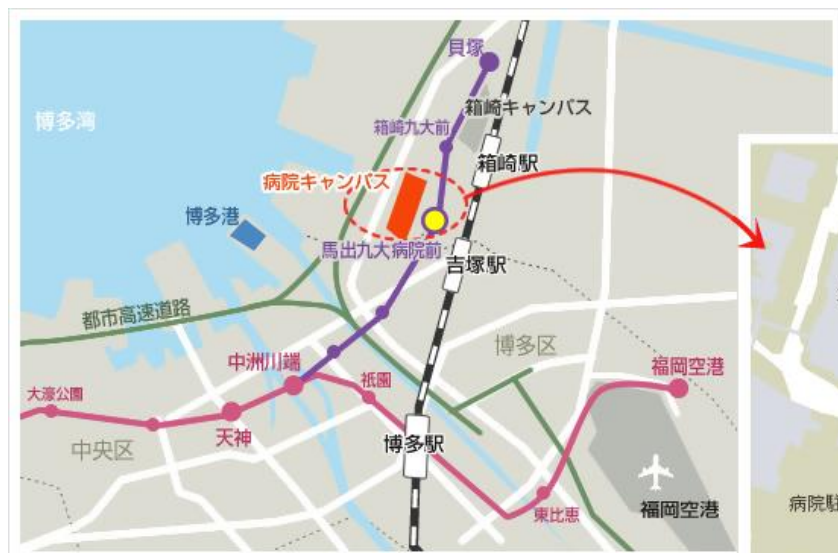 貝塚
箱崎キャンパス
博多湾
箱崎九大前
箱崎駅
病院キャンパス
博多港
馬出九大病院前
吉塚駅
都市高速道路
博多区
中洲川端
福岡空港
祇園
大濠公園
天神
博多駅
中央区
東比恵
福岡空港
病院駐